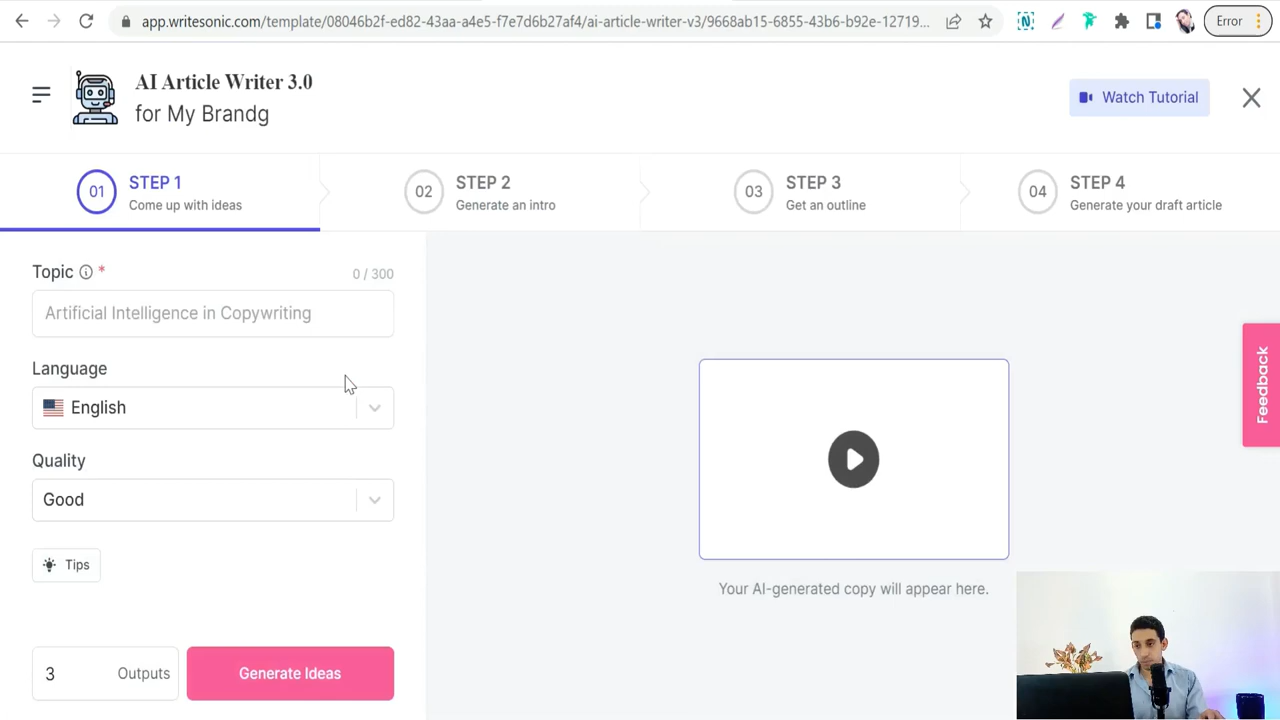 app.writesonic.com/template/08046b2f-ed82-43aa-a4e5-f7e7d6b27af4/ai-article-writer-v3/9668ab15-6855-43b6-b92e-12719...
Error
AI Article Writer 3.0
for My Brandg
Watch Tutorial
01
STEP 1
Come up with ideas
02
STEP 2
Generate an intro
03
STEP 3
Get an outline
04
STEP 4
Generate your draft article
Topic * 0 / 300
Artificial Intelligence in Copywriting
Language
English
Quality
Good
Tips
3 Outputs
Generate Ideas
Your AI-generated copy will appear here.
Feedback